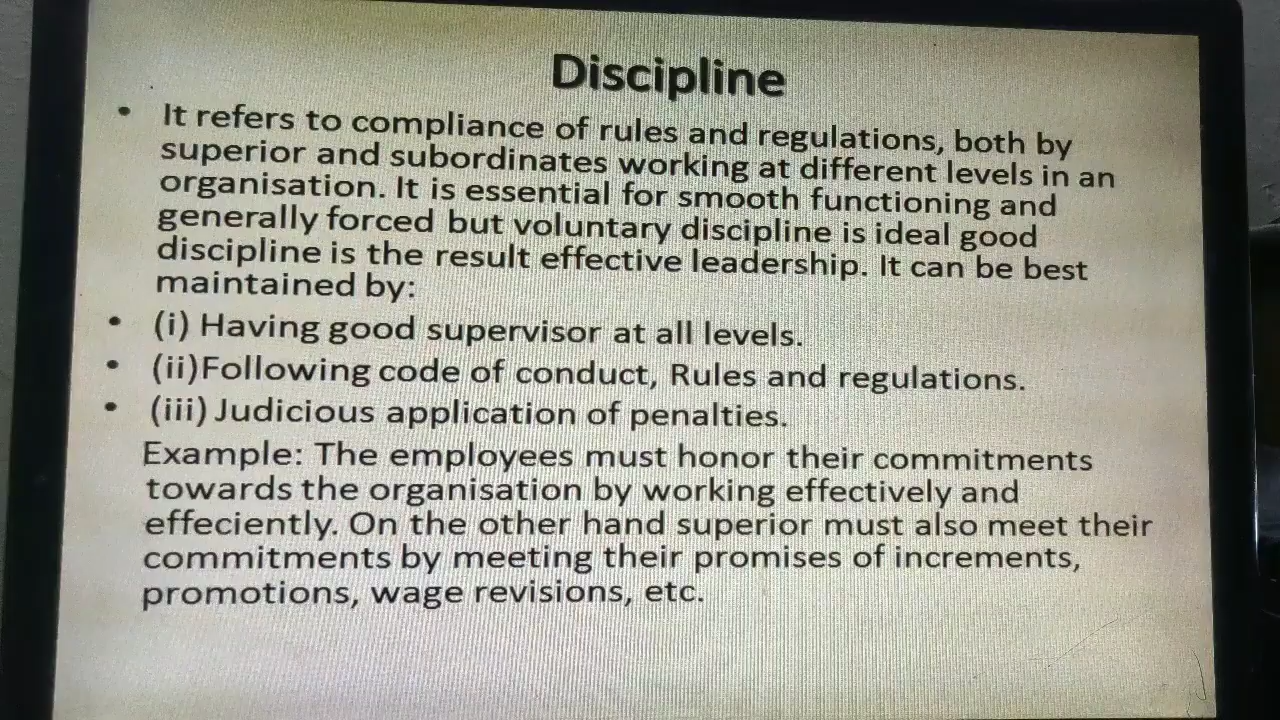 Discipline
• It refers to compliance of rules and regulations, both by
superior and subordinates working at different levels in an
organisation. It is essential for smooth functioning and
generally forced but voluntary discipline is ideal good
discipline is the result effective leadership. It can be best
maintained by:
• (i) Having good supervisor at all levels.
• (ii)Following code of conduct, Rules and regulations.
• (iii) Judicious application of penalties.
Example: The employees must honor their commitments
towards the organisation by working effectively and
effeciently. On the other hand superior must also meet their
commitments by meeting their promises of increments,
promotions, wage revisions, etc.